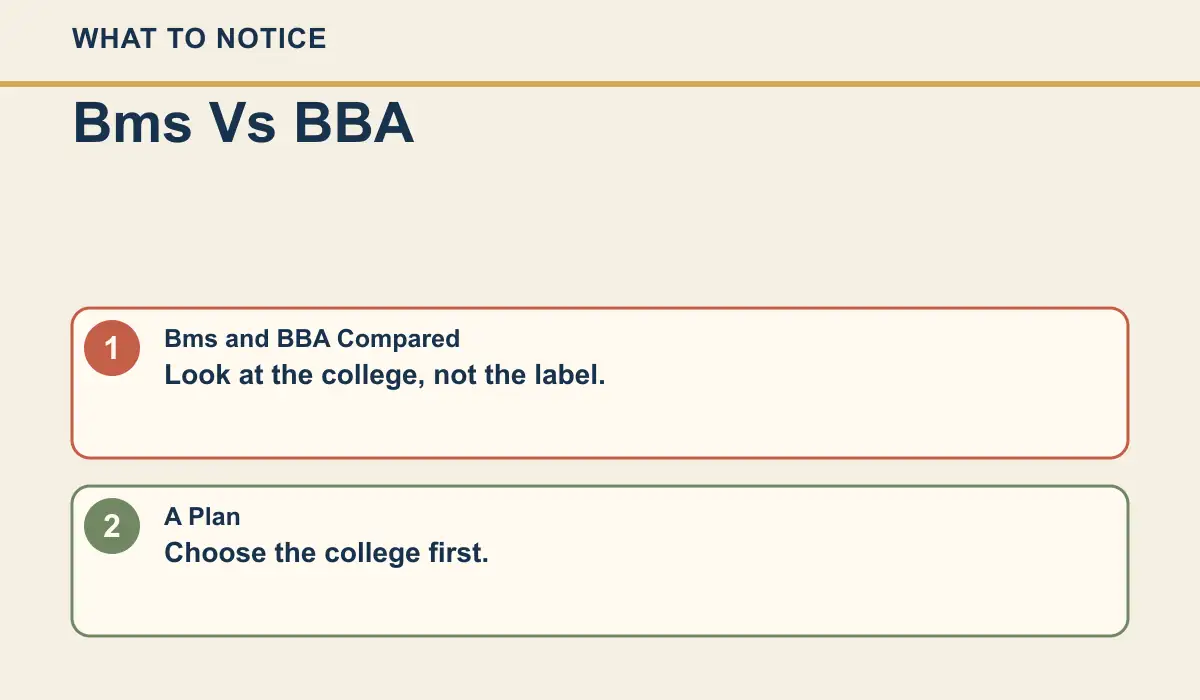 WHAT TO NOTICE
Bms Vs BBA
1
Bms and BBA Compared
Look at the college, not the label.
2
A Plan
Choose the college first.